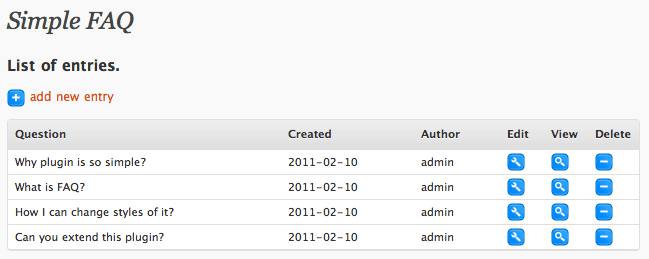 Simple FAQ
List of entries.
add new entry
Question Created Author Edit View Delete
Why plugin is so simple? 2011-02-10 admin
What is FAQ? 2011-02-10 admin
How I can change styles of it? 2011-02-10 admin
Can you extend this plugin? 2011-02-10 admin